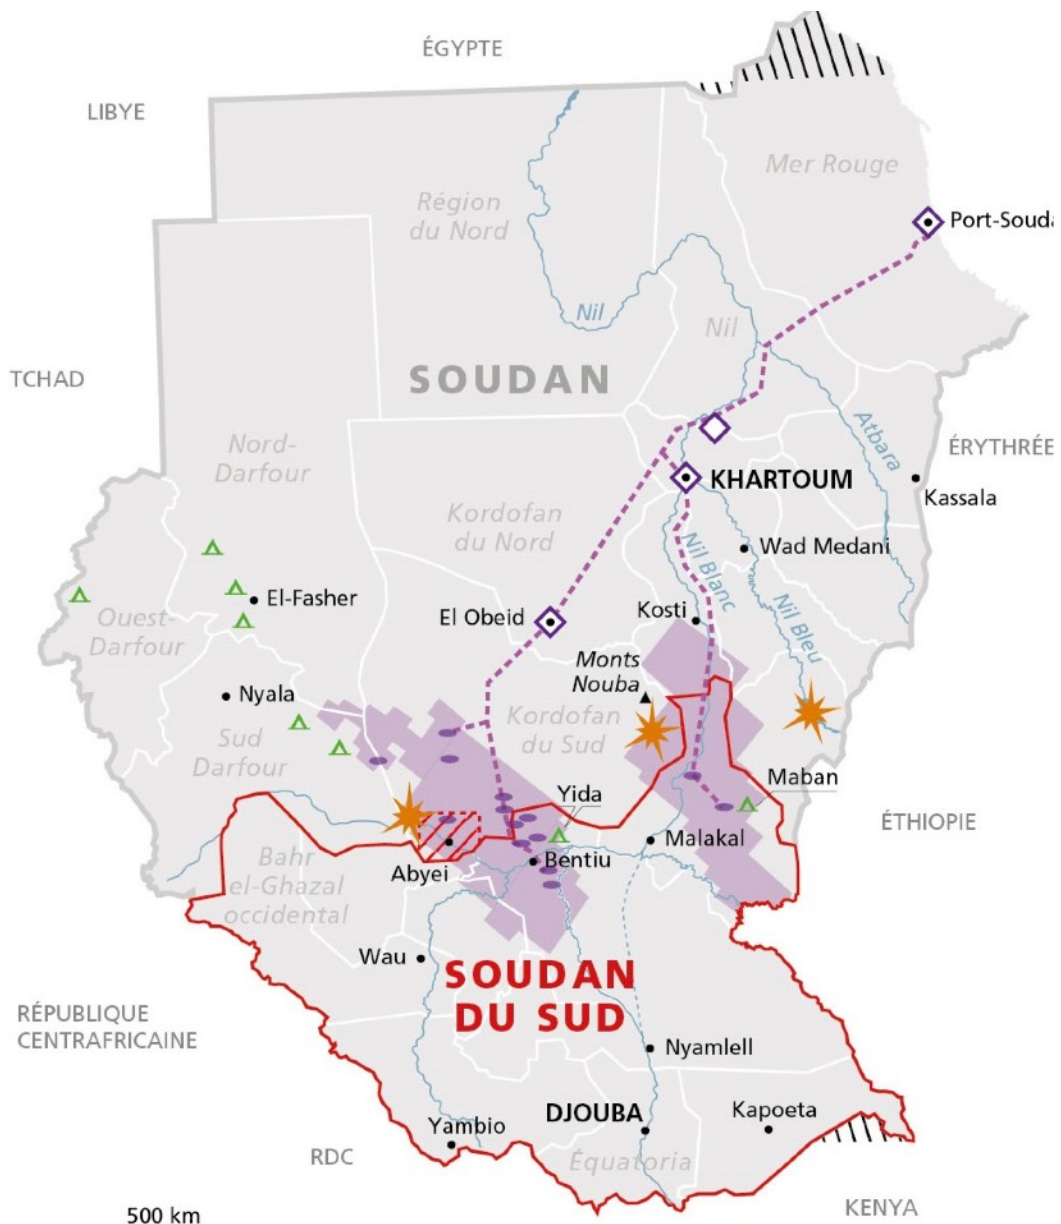 ÉGYPTE
LIBYE
Mer Rouge
Région
du Nord
Port-Souda
Nil
Nil
TCHAD
SOUDAN
Atbara
Nord-
Darfour
ÉRYTHRÉE
KHARTOUM
Kassala
Kordofan
du Nord
Wad Medani
Nil Blanc
El-Fasher
Ouest-
Darfour
El Obeid
Kosti
Nil Bleu
Monts
Nouba
Nyala
Kordofan
du Sud
Sud
Darfour
Maban
Yida
ÉTHIOPIE
Malakal
Bahr
el-Ghazal
occidental
Abyei
Bentiu
Wau
SOUDAN
DU SUD
RÉPUBLIQUE
CENTRAFRICAINE
Nyamlell
DJOUBA
Kapoeta
Yambio
RDC
Équatoria
KENYA
500 km